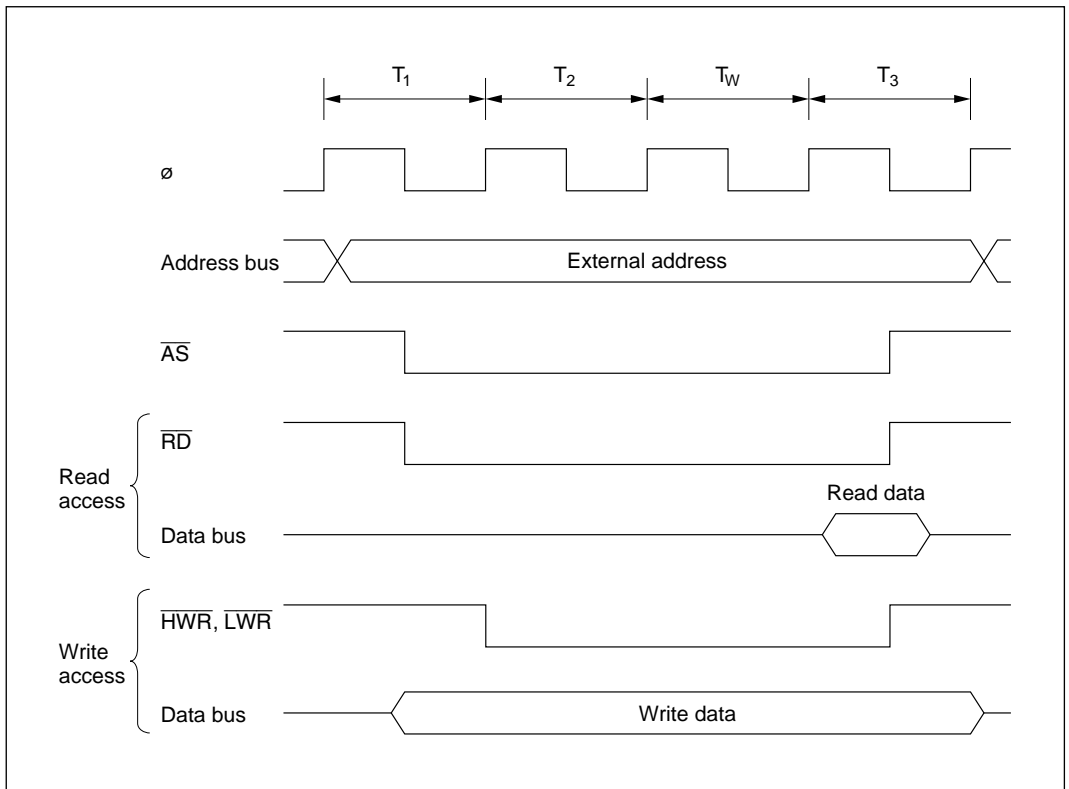 T1 T2 TW T3
ø
Address bus External address
AS
RD
Read access
Read data
Data bus
HWR, LWR
Write access
Data bus Write data